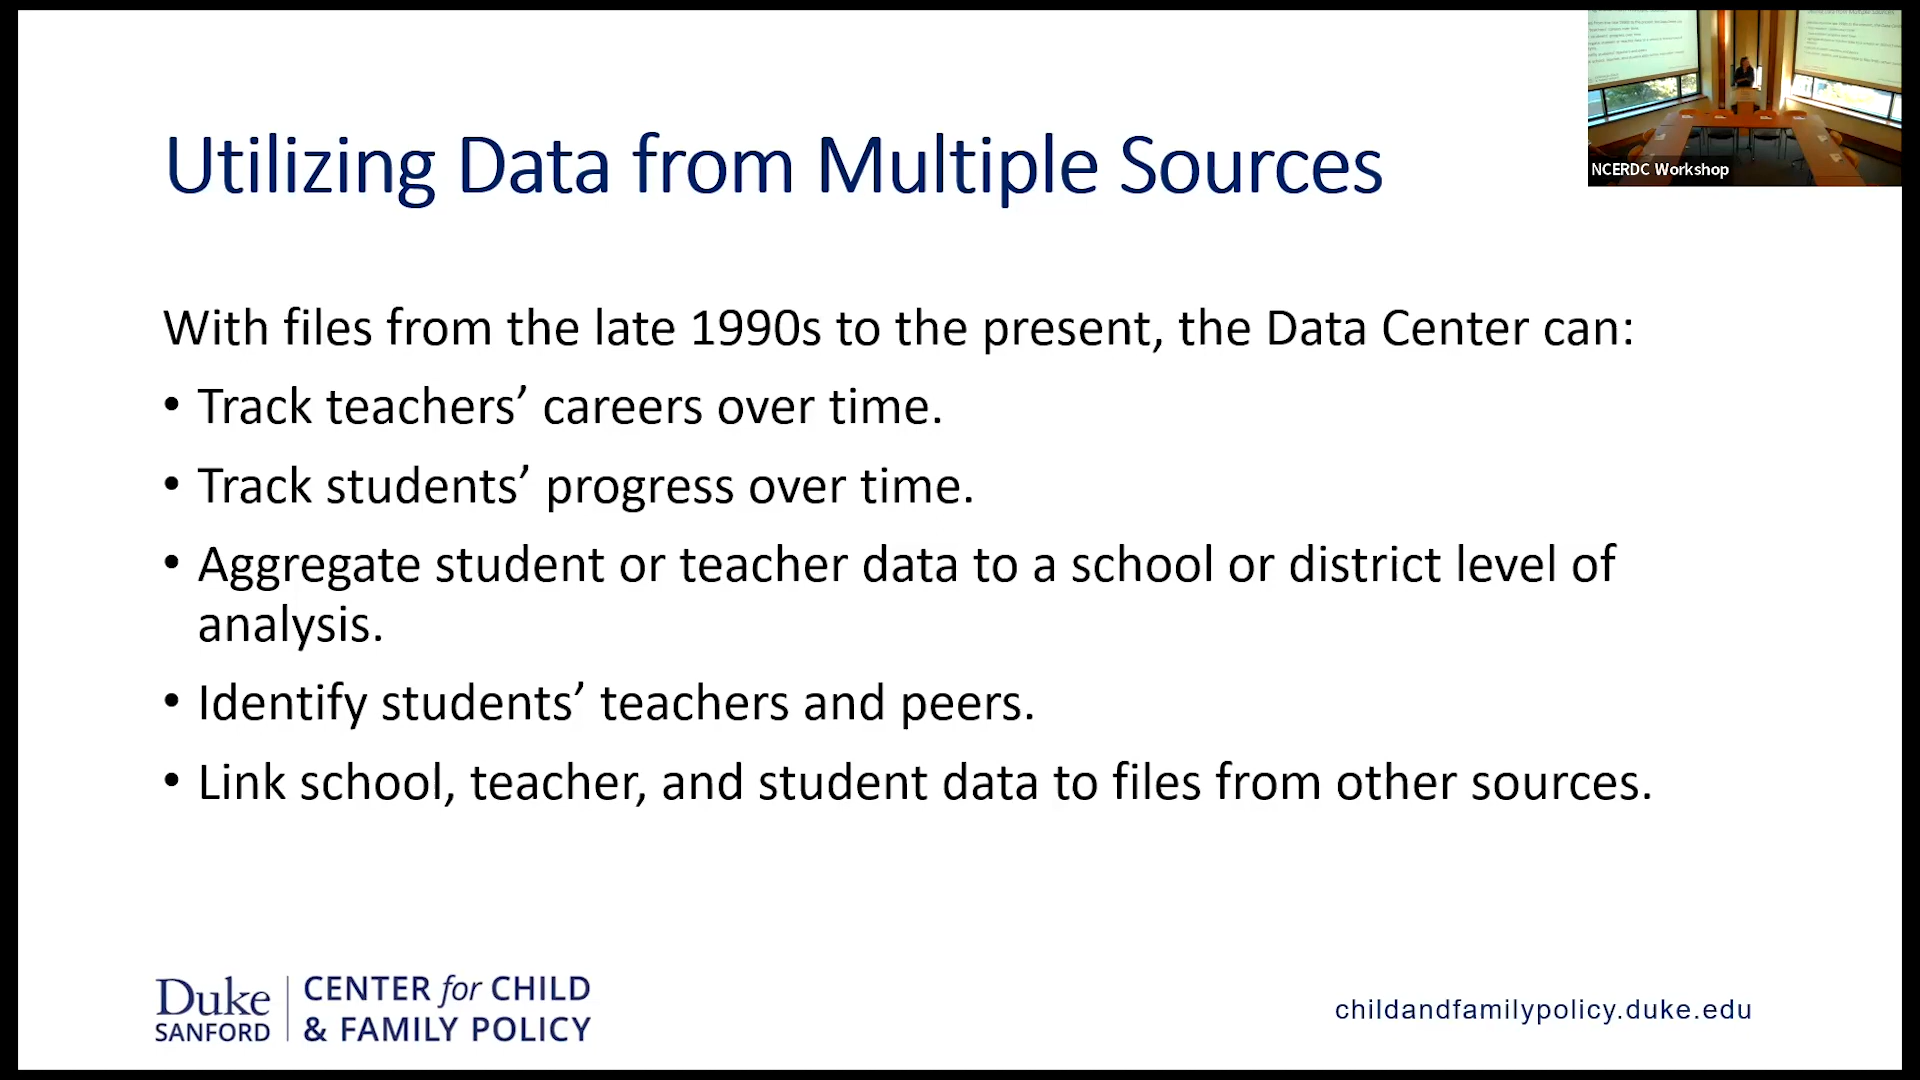 Utilizing Data from Multiple Sources
NCERDC Workshop
With files from the late 1990s to the present, the Data Center can:
• Track teachers’ careers over time.
• Track students’ progress over time.
• Aggregate student or teacher data to a school or district level of
analysis.
• Identify students’ teachers and peers.
• Link school, teacher, and student data to files from other sources.
Duke
SANFORD
CENTER for CHILD
& FAMILY POLICY
childandfamilypolicy.duke.edu